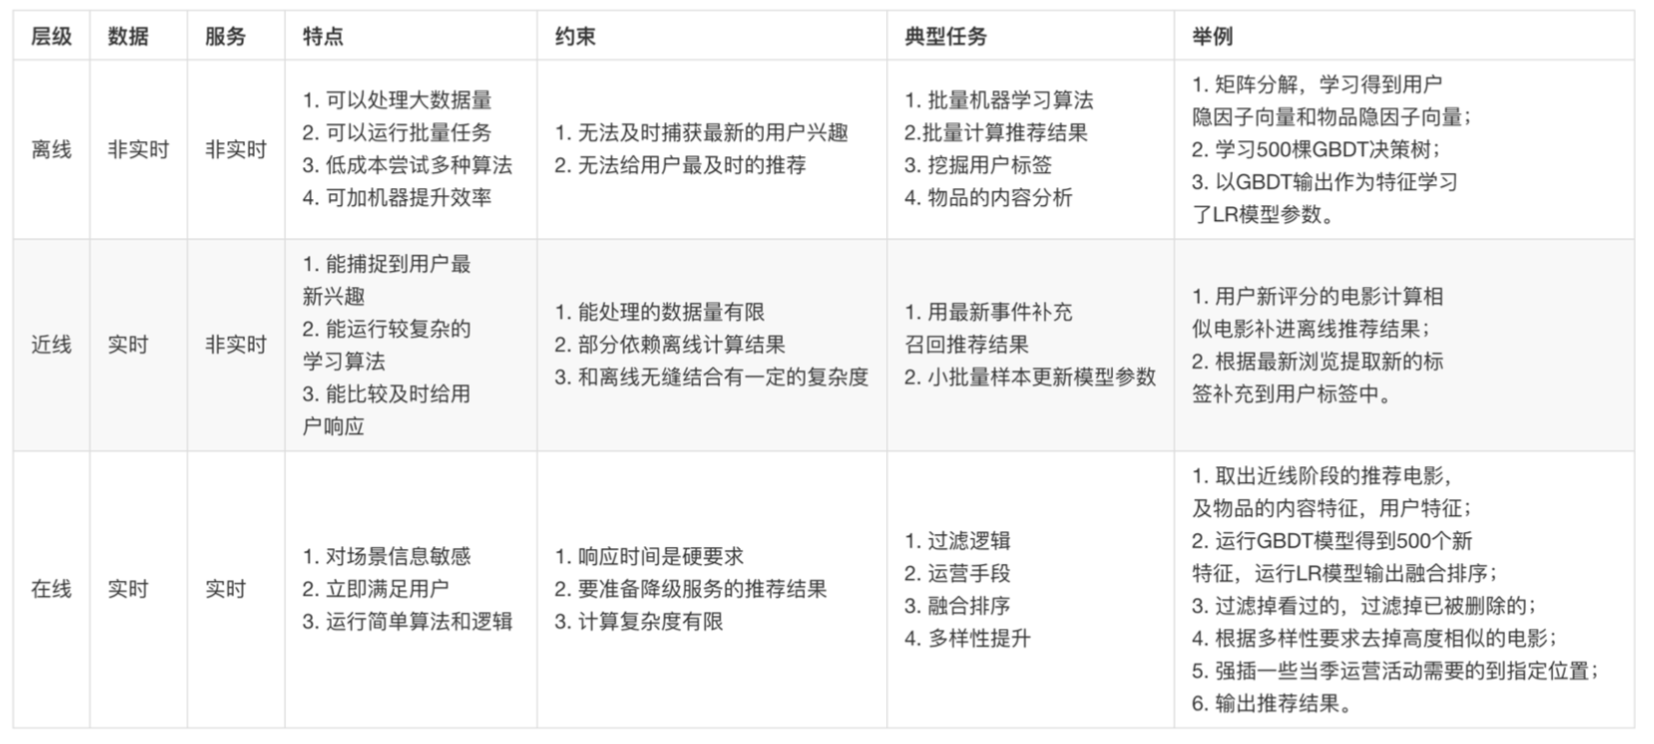 层级 数据 服务 特点 约束 典型任务 举例
离线
非实时
非实时
1. 可以处理大数据量
2. 可以运行批量任务
3. 低成本尝试多种算法
4. 可加机器提升效率
1. 无法及时捕获最新的用户兴趣
2. 无法给用户最及时的推荐
1. 批量机器学习算法
2.批量计算推荐结果
3. 挖掘用户标签
4. 物品的内容分析
1. 矩阵分解，学习得到用户
隐因子向量和物品隐因子向量；
2. 学习500棵GBDT决策树；
3. 以GBDT输出作为特征学习
了LR模型参数。
近线
实时
非实时
1. 能捕捉到用户最
新兴趣
2. 能运行较复杂的
学习算法
3. 能比较及时给用
户响应
1. 能处理的数据量有限
2. 部分依赖离线计算结果
3. 和离线无缝结合有一定的复杂度
1. 用最新事件补充
召回推荐结果
2. 小批量样本更新模型参数
1. 用户新评分的电影计算相
似电影补进离线推荐结果；
2. 根据最新浏览提取新的标
签补充到用户标签中。
在线
实时
实时
1. 对场景信息敏感
2. 立即满足用户
3. 运行简单算法和逻辑
1. 响应时间是硬要求
2. 要准备降级服务的推荐结果
3. 计算复杂度有限
1. 过滤逻辑
2. 运营手段
3. 融合排序
4. 多样性提升
1. 取出近线阶段的推荐电影，
及物品的内容特征，用户特征；
2. 运行GBDT模型得到500个新
特征，运行LR模型输出融合排序；
3. 过滤掉看过的，过滤掉已被删除的；
4. 根据多样性要求去掉高度相似的电影；
5. 强插一些当季运营活动需要的到指定位置；
6. 输出推荐结果。